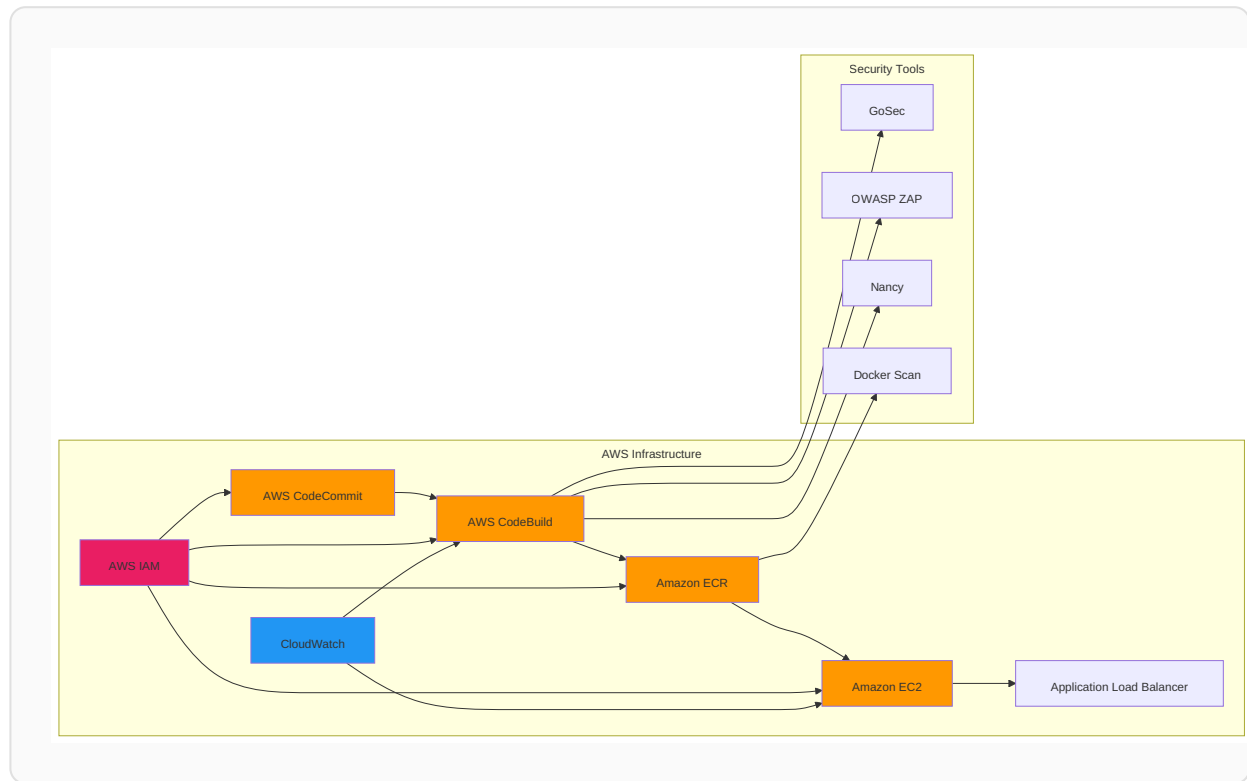 Security Tools
GoSec
OWASP ZAP
Nancy
Docker Scan
AWS Infrastructure
AWS CodeCommit
AWS CodeBuild
AWS IAM
Amazon ECR
CloudWatch
Amazon EC2
Application Load Balancer